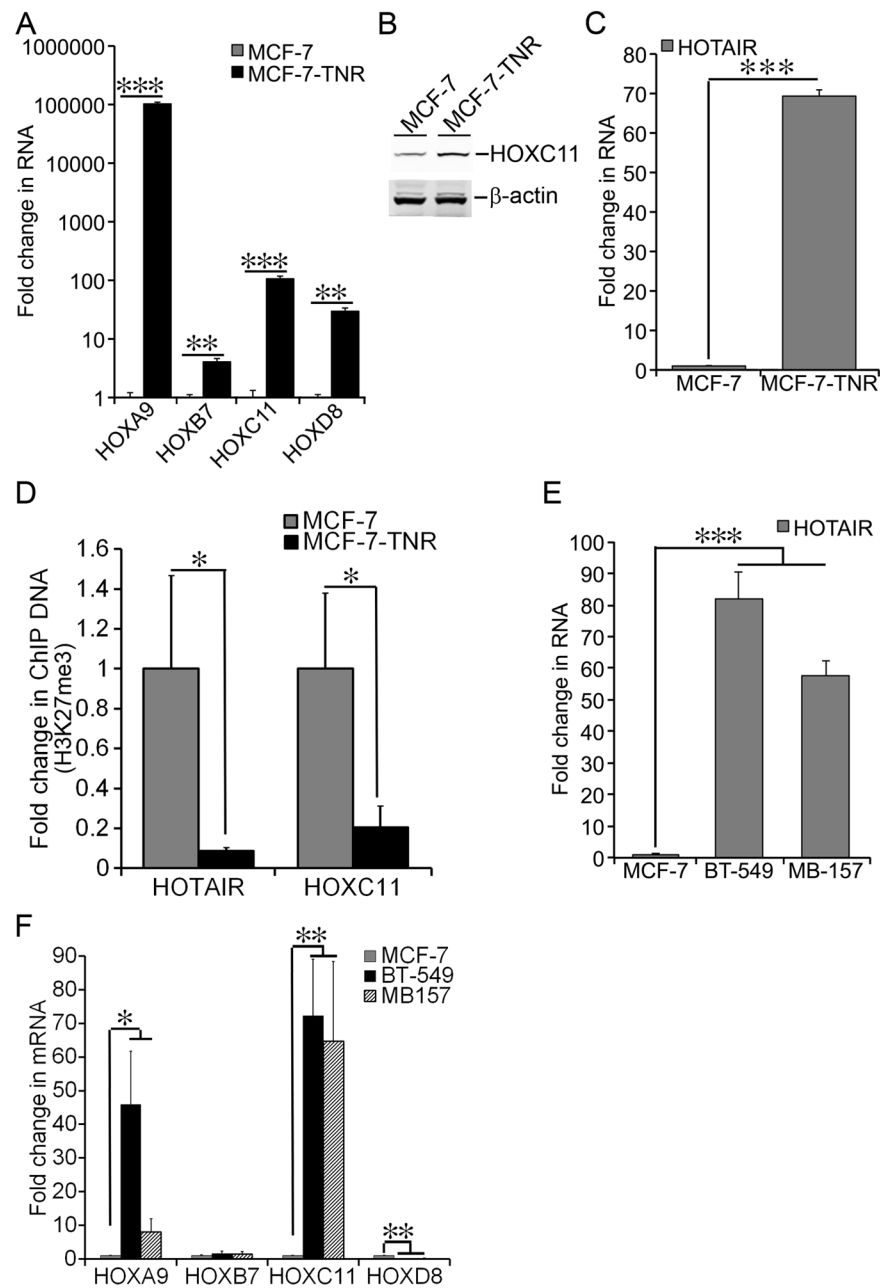 A
1000000
100000
10000
1000
100
10
1
Fold change in RNA
MCF-7
MCF-7-TNR
***
**
***
**
HOXA9
HOXB7
HOXC11
HOXD8
B
MCF-7
MCF-7-TNR
HOXC11
β-actin
C
HOTAIR
80
70
60
50
40
30
20
10
0
Fold change in RNA
***
MCF-7
MCF-7-TNR
D
MCF-7
MCF-7-TNR
1.6
1.4
1.2
1
0.8
0.6
0.4
0.2
0
Fold change in ChIP DNA
(H3K27me3)
*
*
HOTAIR
HOXC11
E
HOTAIR
100
90
80
70
60
50
40
30
20
10
0
Fold change in RNA
***
MCF-7
BT-549
MB-157
F
90
80
70
60
50
40
30
20
10
0
Fold change in mRNA
MCF-7
BT-549
MB157
*
**
**
HOXA9
HOXB7
HOXC11
HOXD8